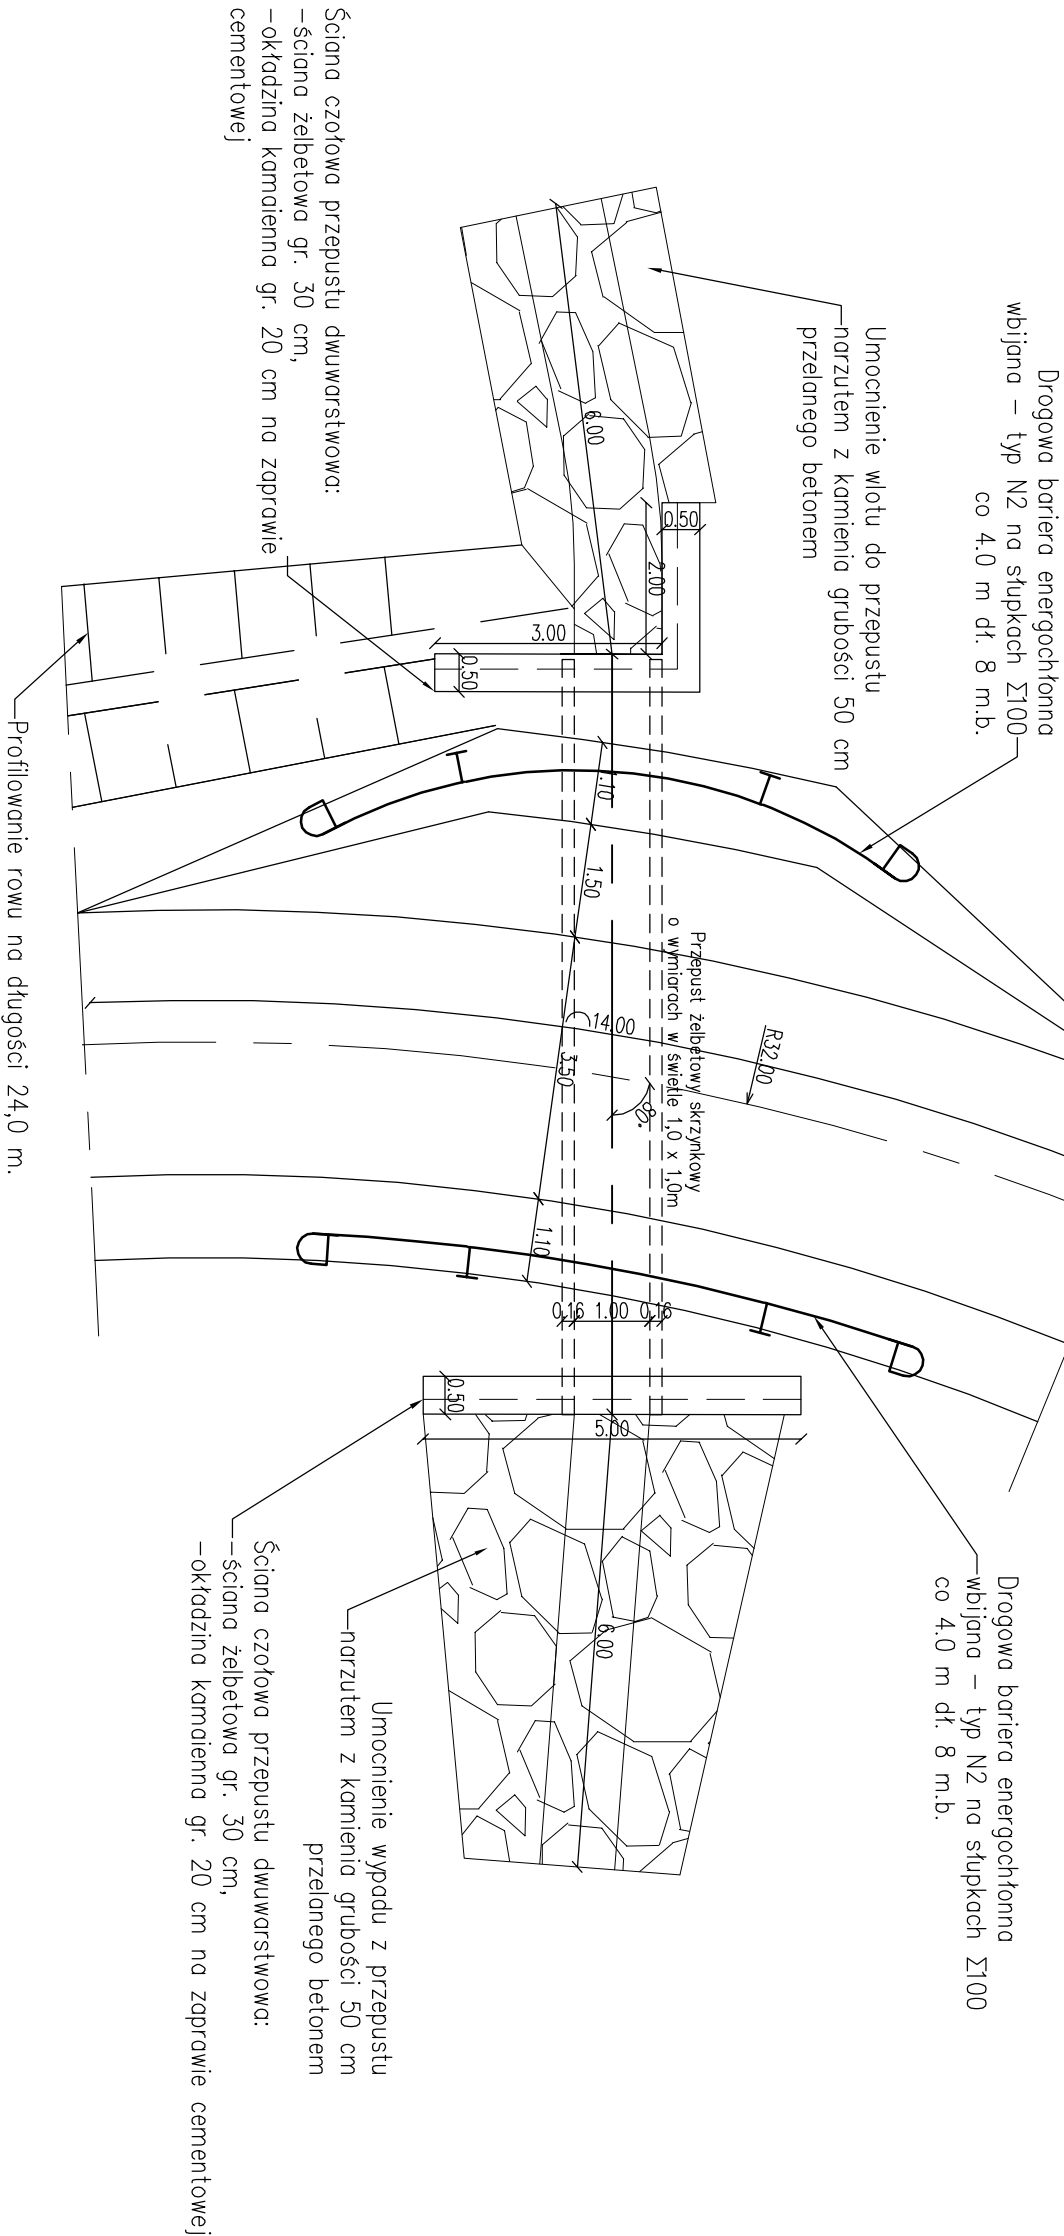 Drogowa bariera energochłonna
wbijana – typ N2 na słupkach Σ100
co 4.0 m dł. 8 m.b.
Umocnienie wlotu do przepustu
narzutem z kamienia grubości 50 cm
przelanego betonem
Ściana czołowa przepustu dwuwarstwowa:
-ściana żelbetowa gr. 30 cm,
-okładzina kamaienna gr. 20 cm na zaprawie
cementowej
6.00
0.50
2.00
3.00
0.50
1.10
1.50
Przepust żelbetowy skrzynkowy
o wymiarach w świetle 1,0 x 1,0m
R32.00
14.00
3.50
80°
1.10
0.16 1.00 0.16
0.50
5.00
6.00
Profilowanie rowu na długości 24,0 m.
Drogowa bariera energochłonna
wbijana – typ N2 na słupkach Σ100
co 4.0 m dł. 8 m.b.
Umocnienie wypadu z przepustu
narzutem z kamienia grubości 50 cm
przelanego betonem
Ściana czołowa przepustu dwuwarstwowa:
-ściana żelbetowa gr. 30 cm,
-okładzina kamaienna gr. 20 cm na zaprawie cementowej